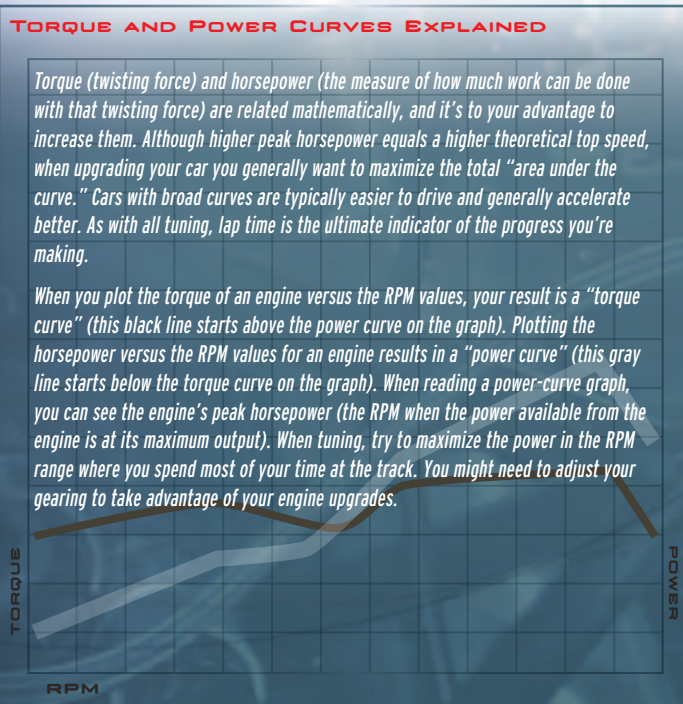 TORQUE AND POWER CURVES EXPLAINED
Torque (twisting force) and horsepower (the measure of how much work can be done
with that twisting force) are related mathematically, and it's to your advantage to
increase them. Although higher peak horsepower equals a higher theoretical top speed,
when upgrading your car you generally want to maximize the total “area under the
curve.” Cars with broad curves are typically easier to drive and generally accelerate
better. As with all tuning, lap time is the ultimate indicator of the progress you're
making.
When you plot the torque of an engine versus the RPM values, your result is a “torque
curve” (this black line starts above the power curve on the graph). Plotting the
horsepower versus the RPM values for an engine results in a “power curve” (this gray
line starts below the torque curve on the graph). When reading a power-curve graph,
you can see the engine's peak horsepower (the RPM when the power available from the
engine is at its maximum output). When tuning, try to maximize the power in the RPM
range where you spend most of your time at the track. You might need to adjust your
gearing to take advantage of your engine upgrades.
TORQUE
POWER
RPM